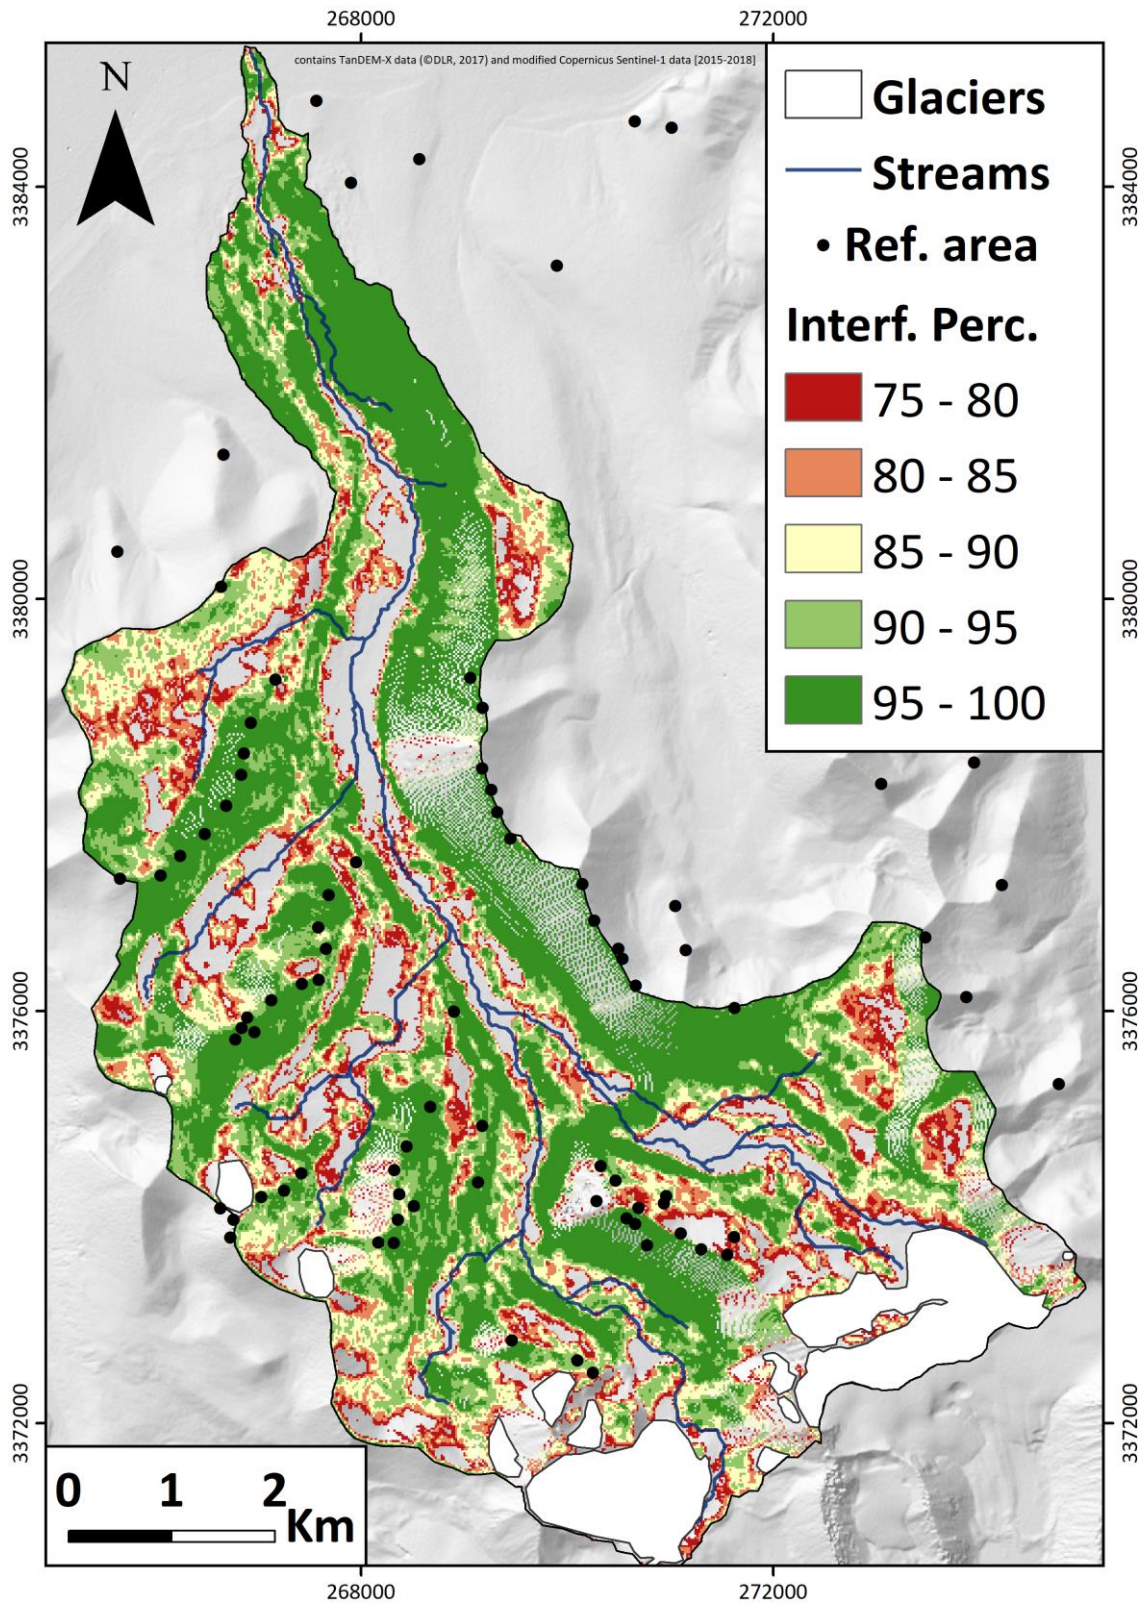 268000
272000
contains TanDEM-X data (©DLR, 2017) and modified Copernicus Sentinel-1 data [2015-2018]
N
Glaciers
Streams
Ref. area
Interf. Perc.
75 - 80
80 - 85
85 - 90
90 - 95
95 - 100
3384000
3384000
3380000
3380000
3376000
3376000
3372000
3372000
0 1 2
Km
268000
272000